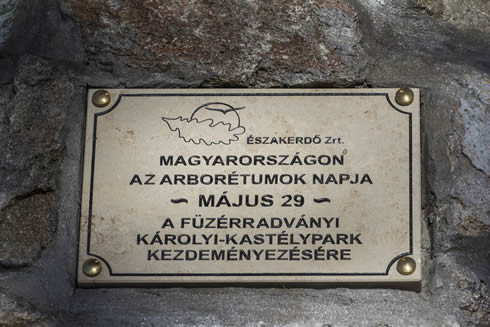 ÉSZAKERDŐ Zrt.
MAGYARORSZÁGON
AZ ARBORÉTUMOK NAPJA
~ MÁJUS 29 ~
A FÜZÉRRADVÁNYI
KÁROLYI-KASTÉLYPARK
KEZDEMÉNYEZÉSÉRE